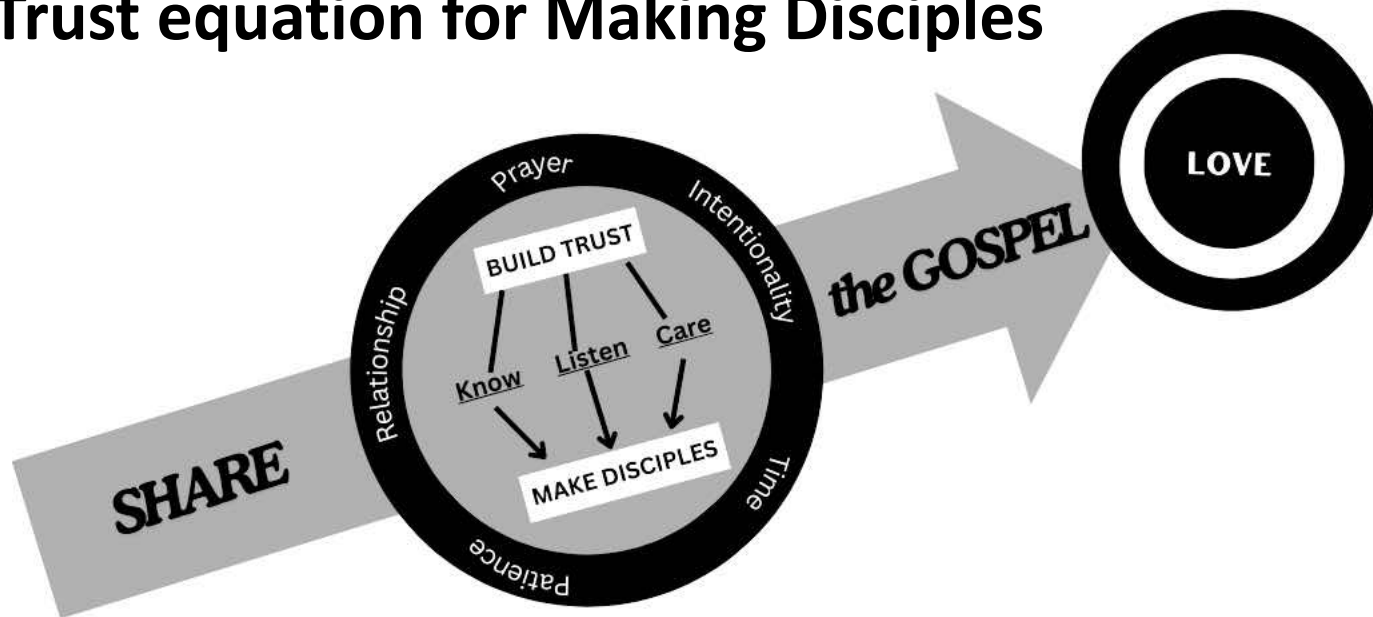 Trust equation for Making Disciples
LOVE
Prayer
Intentionality
BUILD TRUST
the GOSPEL
Relationship
Care
Listen
Know
SHARE
MAKE DISCIPLES
Time
Patience